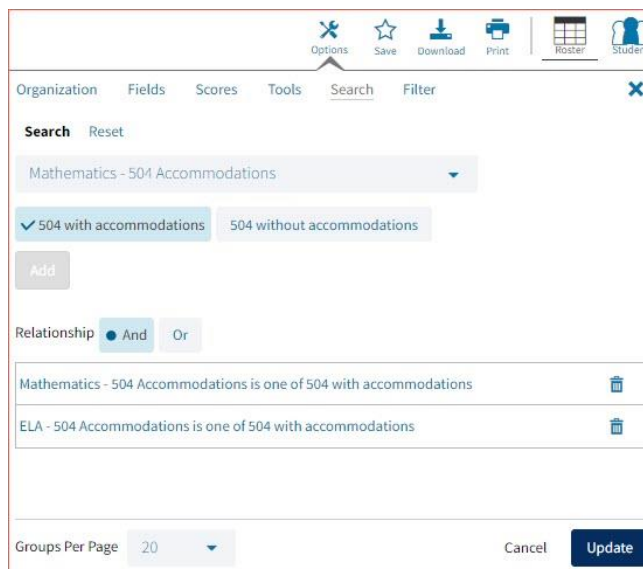 Options Save Download Print Roster Studen
Organization Fields Scores Tools Search Filter
Search Reset
Mathematics - 504 Accommodations
504 with accommodations 504 without accommodations
Add
Relationship And Or
Mathematics - 504 Accommodations is one of 504 with accommodations
ELA - 504 Accommodations is one of 504 with accommodations
Groups Per Page 20 Cancel Update